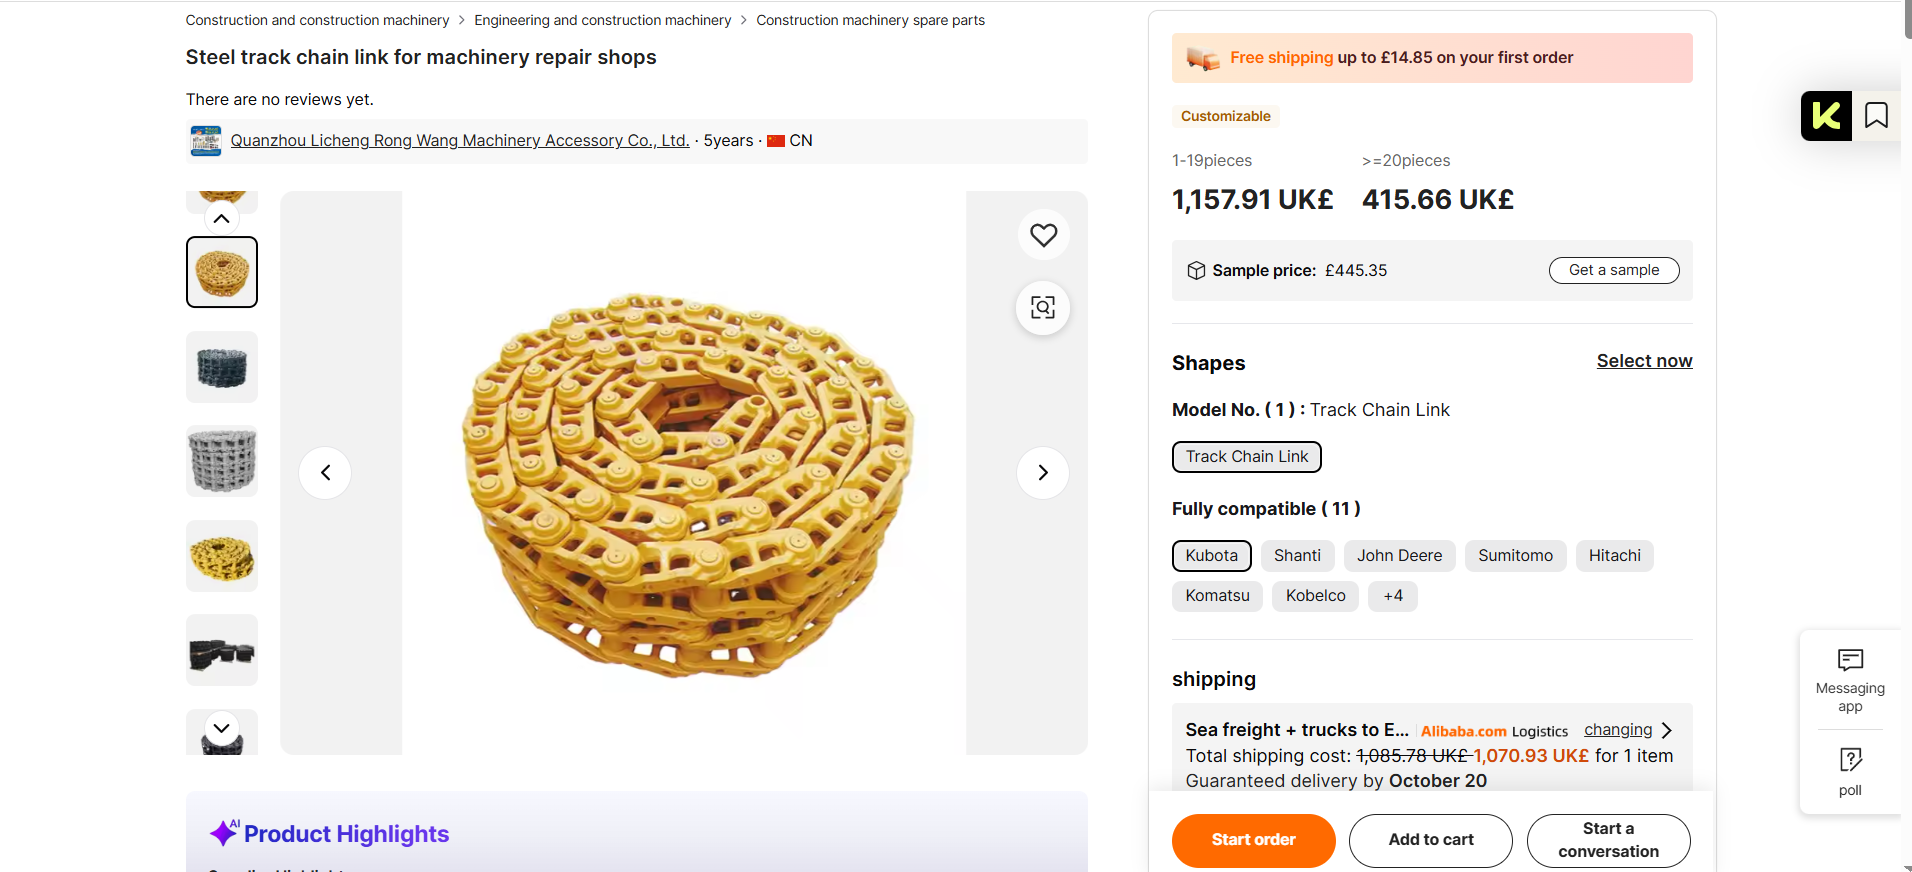 Construction and construction machinery > Engineering and construction machinery > Construction machinery spare parts
Steel track chain link for machinery repair shops
There are no reviews yet.
Quanzhou Licheng Rong Wang Machinery Accessory Co., Ltd. · 5years · CN
AI Product Highlights
Free shipping up to £14.85 on your first order
Customizable
1-19pieces >=20pieces
1,157.91 UK£ 415.66 UK£
Sample price: £445.35 Get a sample
Shapes Select now
Model No. ( 1 ) : Track Chain Link
Track Chain Link
Fully compatible ( 11 )
Kubota Shanti John Deere Sumitomo Hitachi
Komatsu Kobelco +4
shipping
Sea freight + trucks to E... Alibaba.com Logistics changing
Total shipping cost: 1,085.78 UK£ 1,070.93 UK£ for 1 item
Guaranteed delivery by October 20
Start order Add to cart Start a conversation
K
Messaging
app
poll